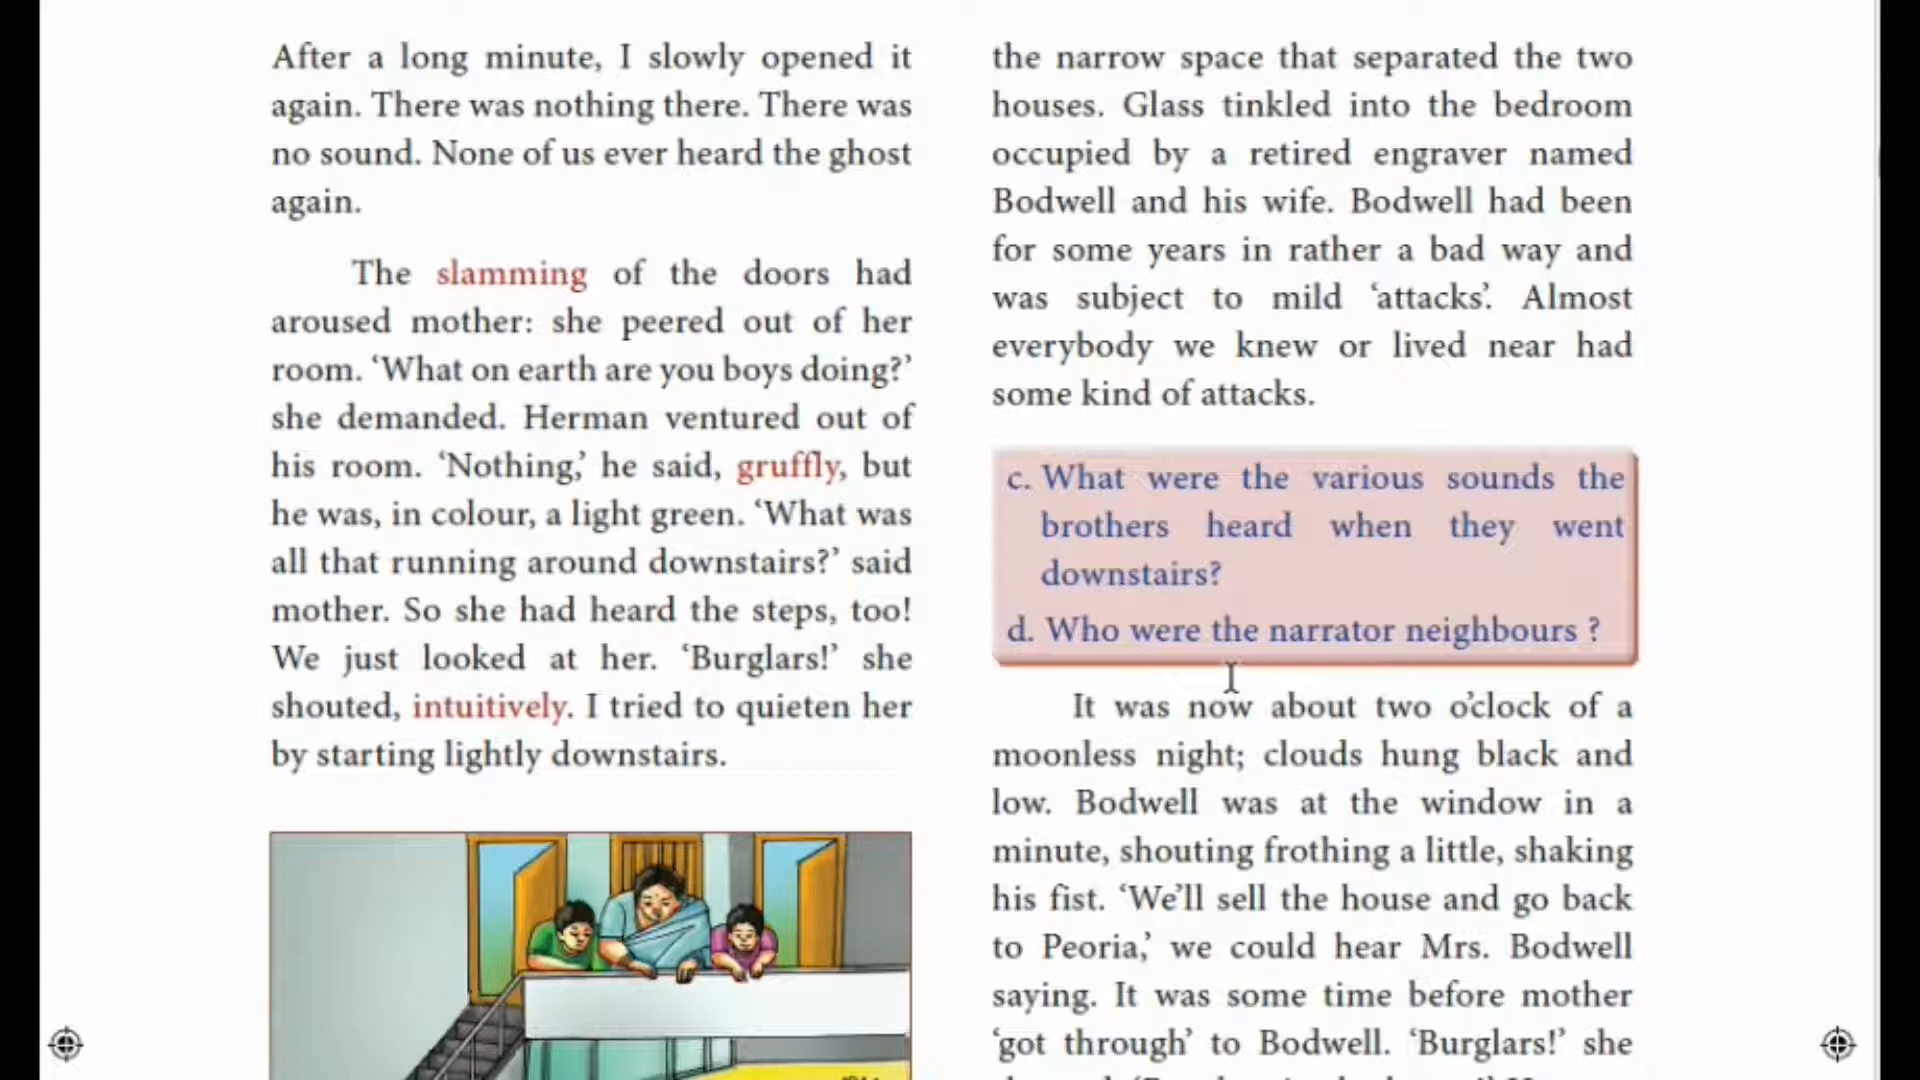 After a long minute, I slowly opened it
again. There was nothing there. There was
no sound. None of us ever heard the ghost
again.
The slamming of the doors had
aroused mother: she peered out of her
room. ‘What on earth are you boys doing?’
she demanded. Herman ventured out of
his room. ‘Nothing,’ he said, gruffly, but
he was, in colour, a light green. ‘What was
all that running around downstairs?’ said
mother. So she had heard the steps, too!
We just looked at her. ‘Burglars!’ she
shouted, intuitively. I tried to quieten her
by starting lightly downstairs.
the narrow space that separated the two
houses. Glass tinkled into the bedroom
occupied by a retired engraver named
Bodwell and his wife. Bodwell had been
for some years in rather a bad way and
was subject to mild ‘attacks’. Almost
everybody we knew or lived near had
some kind of attacks.
c. What were the various sounds the
brothers heard when they went
downstairs?
d. Who were the narrator neighbours ?
It was now about two o’clock of a
moonless night; clouds hung black and
low. Bodwell was at the window in a
minute, shouting frothing a little, shaking
his fist. ‘We’ll sell the house and go back
to Peoria,’ we could hear Mrs. Bodwell
saying. It was some time before mother
‘got through’ to Bodwell. ‘Burglars!’ she